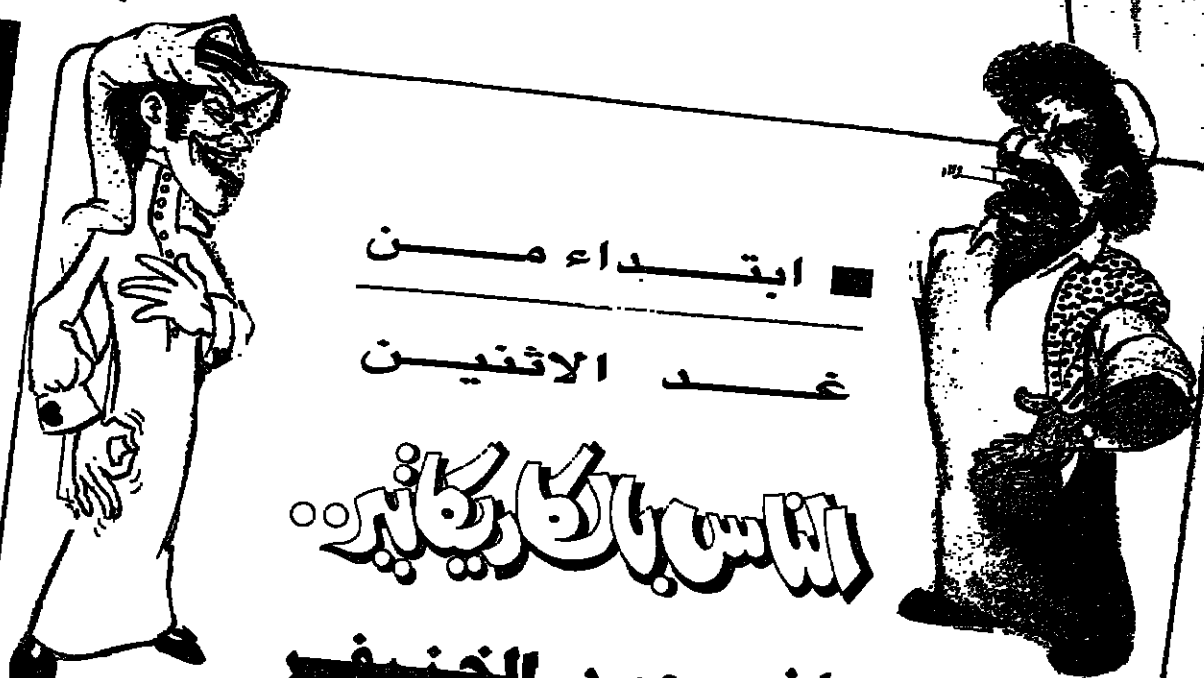 ■ ابتداء من
غد الاثنين
الناس بالكاريكاتير..